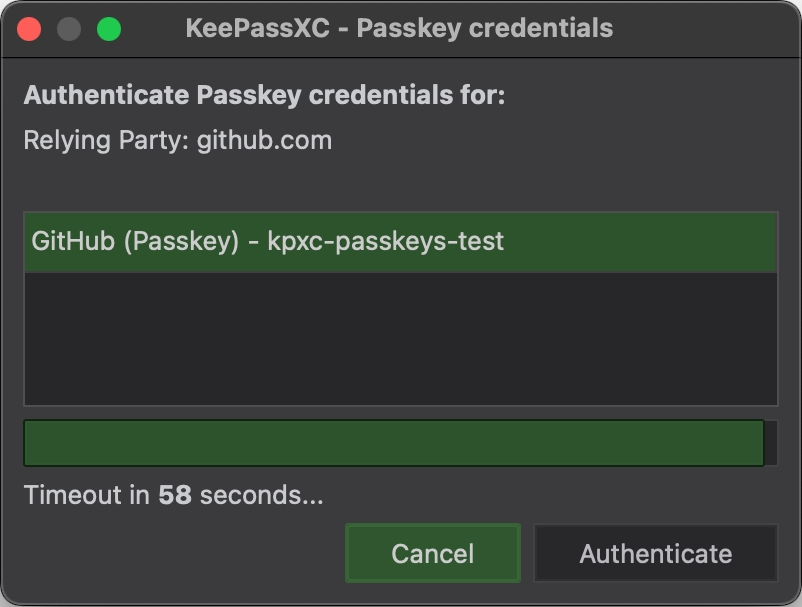 KeePassXC - Passkey credentials
Authenticate Passkey credentials for:
Relying Party: github.com
GitHub (Passkey) - kpxc-passkeys-test
Timeout in 58 seconds...
Cancel
Authenticate